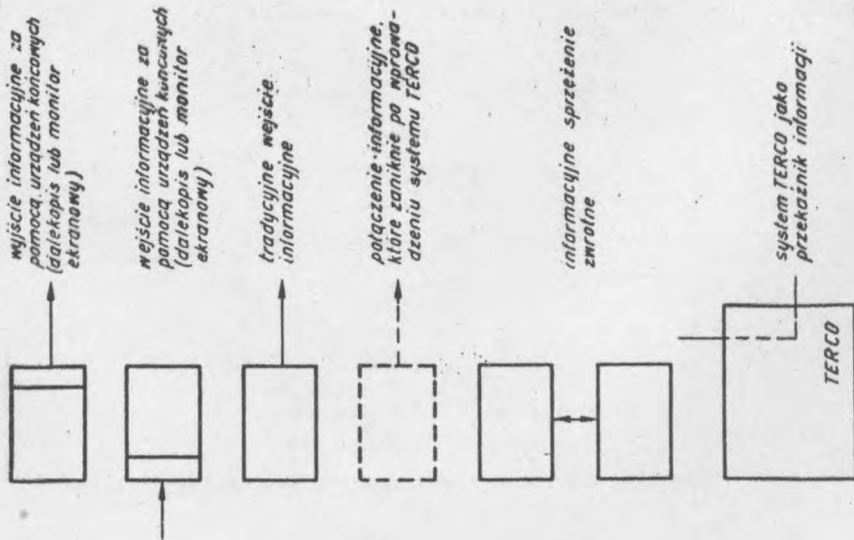 wyjście informacyjne za
pomocą urządzeń końcowych
(dalekopis lub monitor
ekranowy)
wejście informacyjne za
pomocą urządzeń końcowych
(dalekopis lub monitor
ekranowy)
tradycyjne wejście
informacyjne
połączenie informacyjne,
które zaniknie po wprowa-
dzeniu systemu TERCO
informacyjne sprzężenie
zwrotne
system TERCO jako
przekaźnik informacji
TERCO